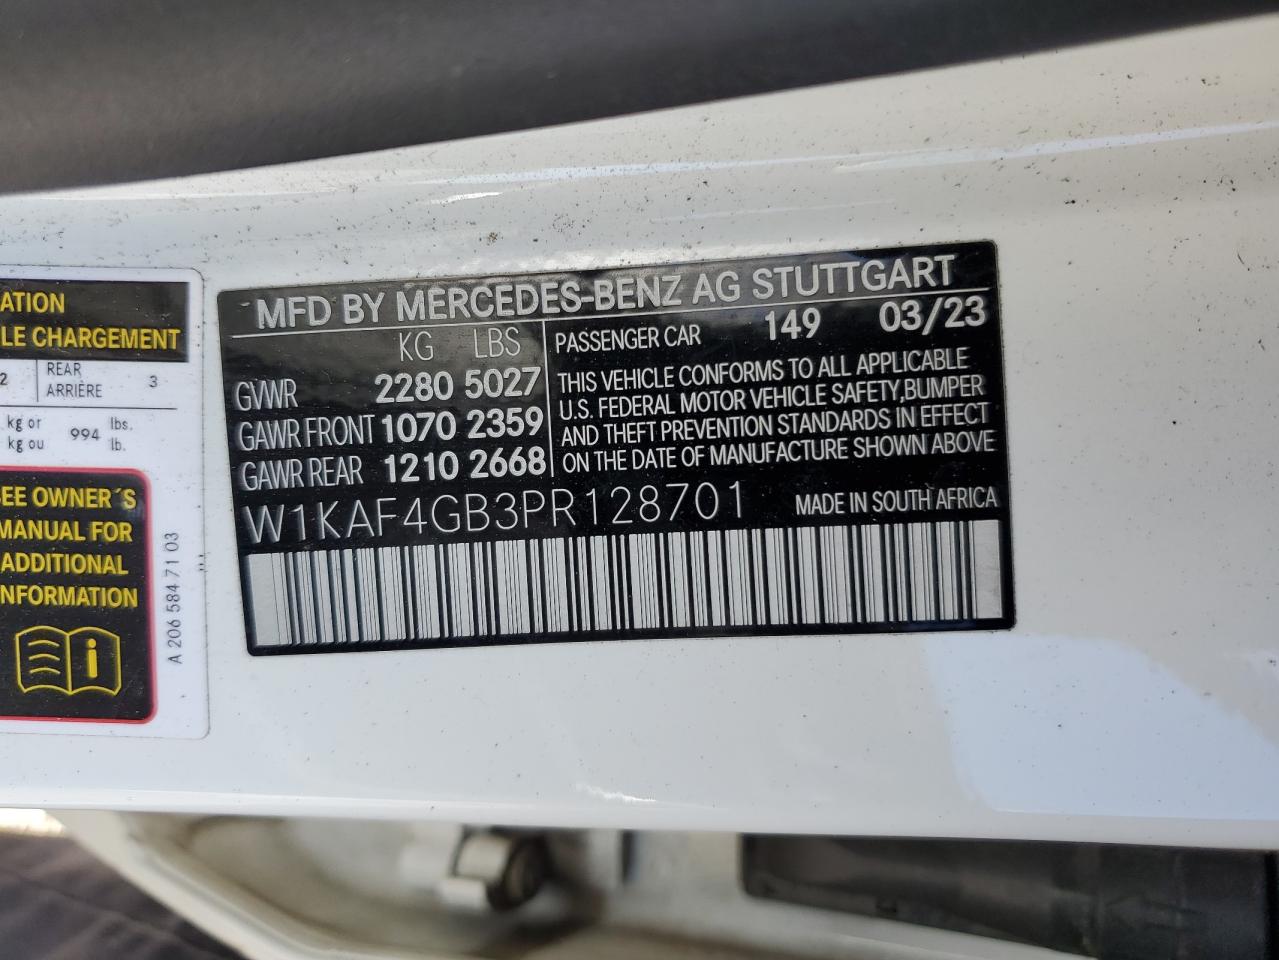 ATION
LE CHARGEMENT
2 REAR ARRIÈRE 3
kg or lbs.
kg ou 994 lb.
SEE OWNER´S
MANUAL FOR
ADDITIONAL
INFORMATION
A 206 584 71 03
MFD BY MERCEDES-BENZ AG STUTTGART
KG LBS
GVWR 2280 5027
GAWR FRONT 1070 2359
GAWR REAR 1210 2668
PASSENGER CAR 149 03/23
THIS VEHICLE CONFORMS TO ALL APPLICABLE
U.S. FEDERAL MOTOR VEHICLE SAFETY,BUMPER
AND THEFT PREVENTION STANDARDS IN EFFECT
ON THE DATE OF MANUFACTURE SHOWN ABOVE
W1KAF4GB3PR128701 MADE IN SOUTH AFRICA